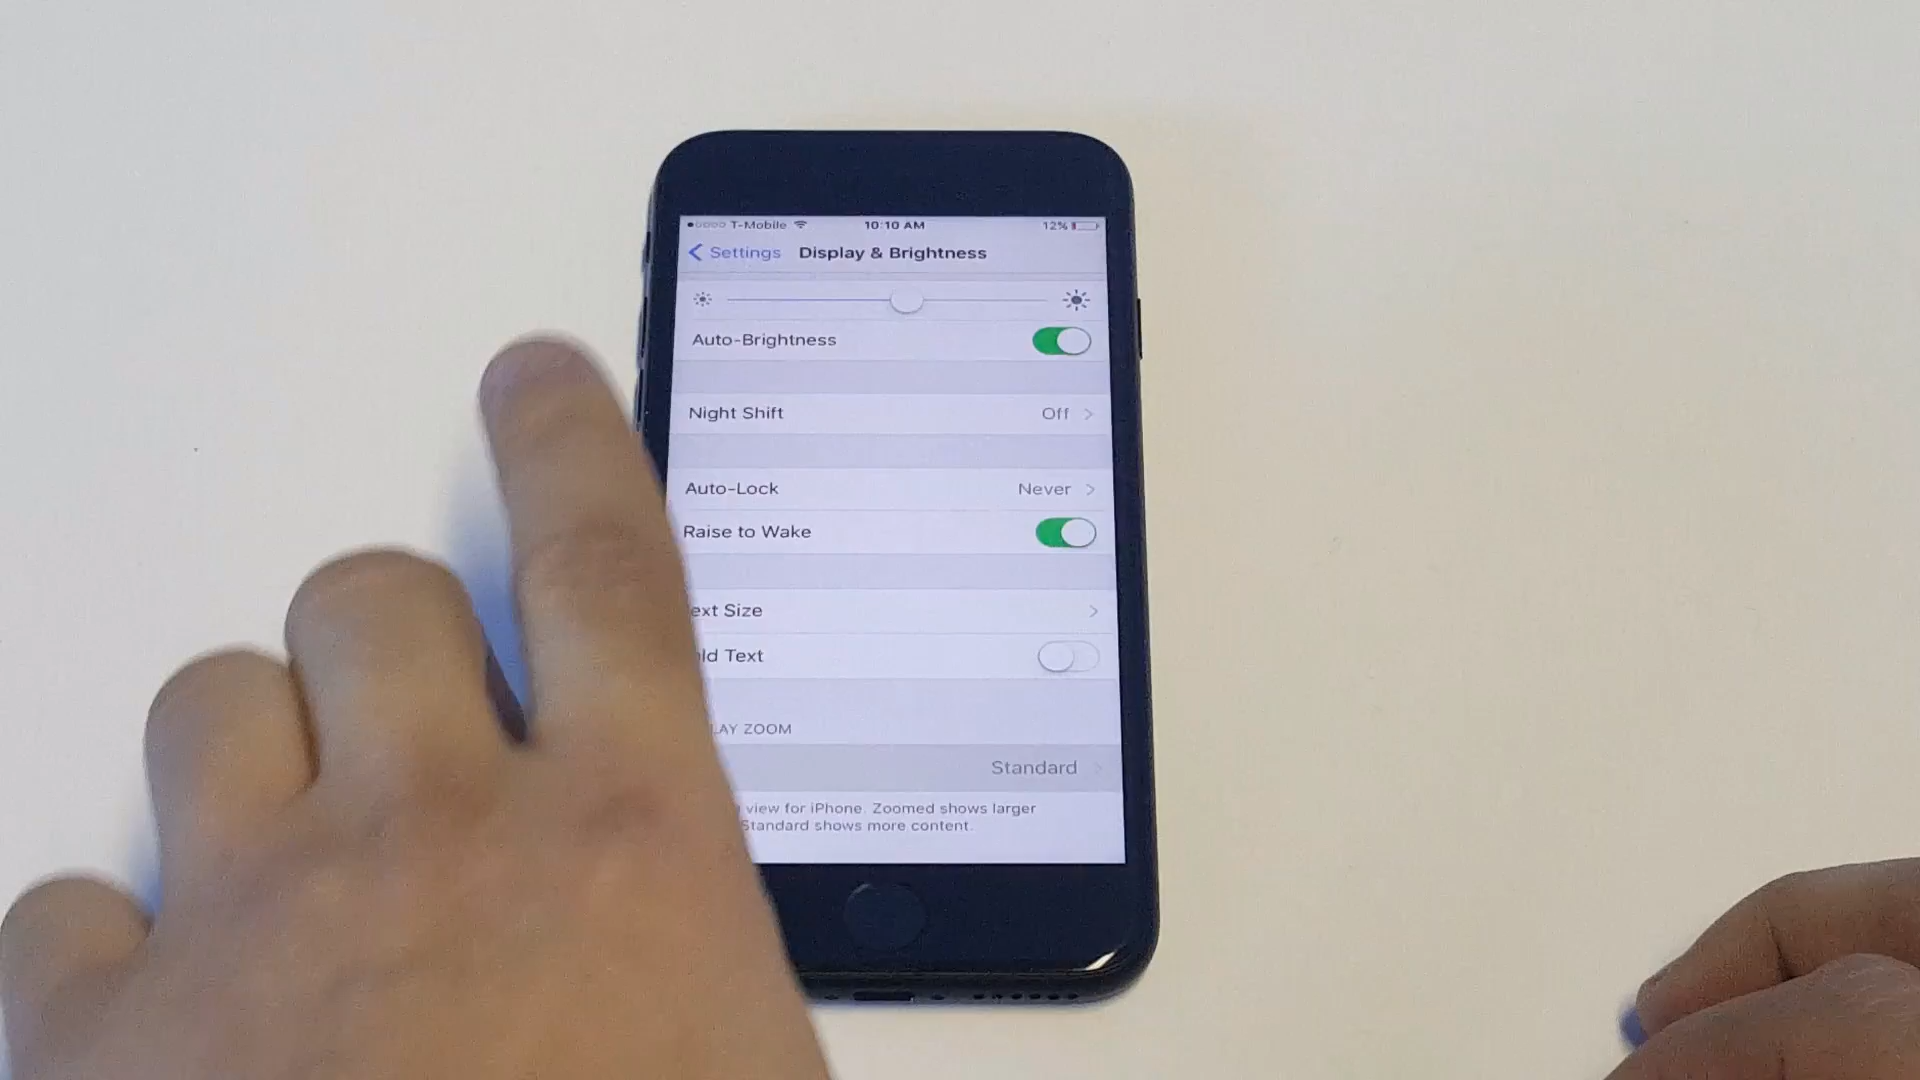 T-Mobile 10:10 AM 12%
Settings Display & Brightness
Auto-Brightness
Night Shift Off
Auto-Lock Never
Raise to Wake
ext Size
ld Text
LAY ZOOM
Standard
view for iPhone. Zoomed shows larger
Standard shows more content.